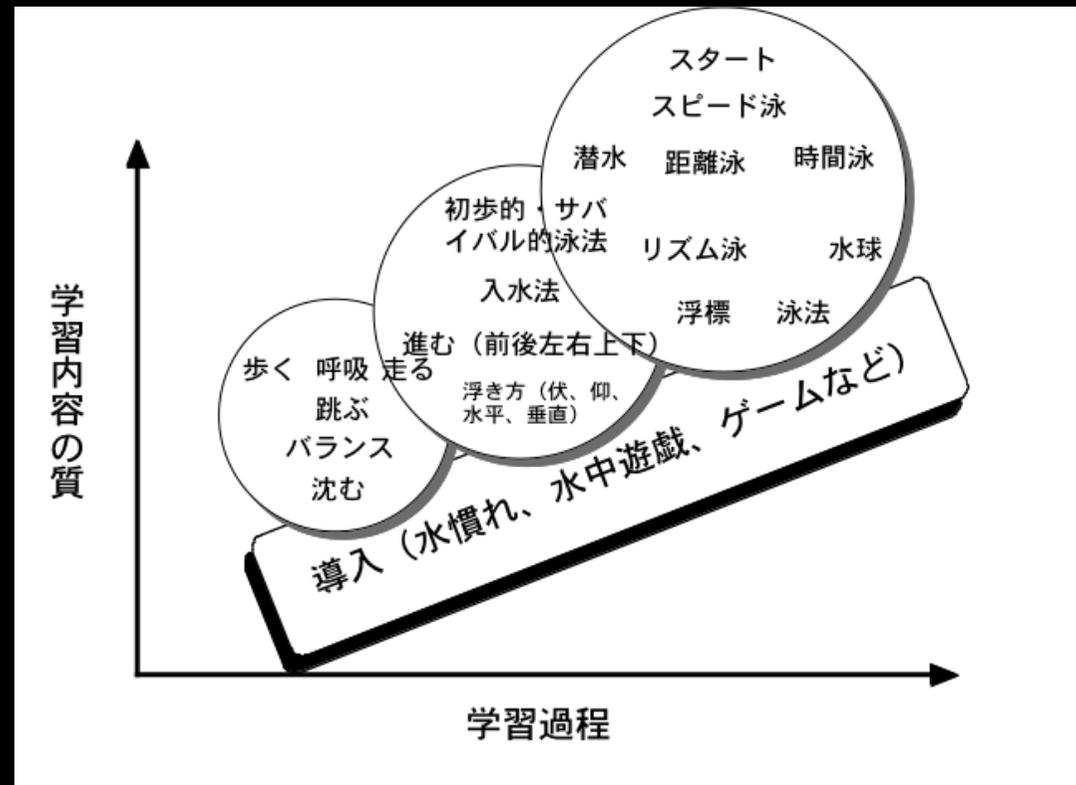 スタート
スピード泳
潜水 距離泳 時間泳
リズム泳 水球
浮標 泳法
初歩的・サバ
イバル的泳法
入水法
進む（前後左右上下）
浮き方（伏、仰、
水平、垂直）
歩く 呼吸 走る
跳ぶ
バランス
沈む
導入（水慣れ、水中遊戯、ゲームなど）
学習内容の質
学習過程